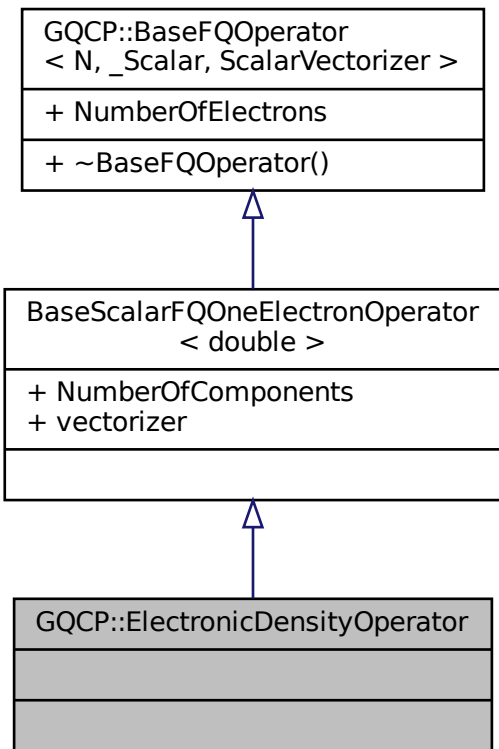 GQCP::BaseFQOperator
< N, _Scalar, ScalarVectorizer >
+ NumberOfElectrons
+ ~BaseFQOperator()
BaseScalarFQOneElectronOperator
< double >
+ NumberOfComponents
+ vectorizer
GQCP::ElectronicDensityOperator